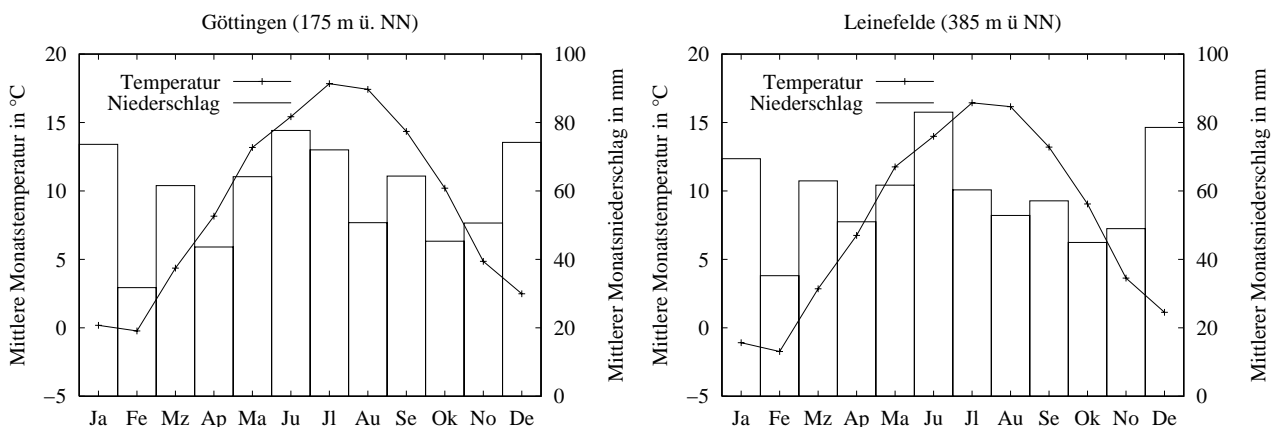 Göttingen (175 m ü. NN)
20
15
10
5
0
−5
Mittlere Monatstemperatur in °C
100
80
60
40
20
0
Mittlerer Monatsniederschlag in mm
Temperatur
Niederschlag
Ja Fe Mz Ap Ma Ju Jl Au Se Ok No De
Leinefelde (385 m ü NN)
20
15
10
5
0
−5
Mittlere Monatstemperatur in °C
100
80
60
40
20
0
Mittlerer Monatsniederschlag in mm
Temperatur
Niederschlag
Ja Fe Mz Ap Ma Ju Jl Au Se Ok No De